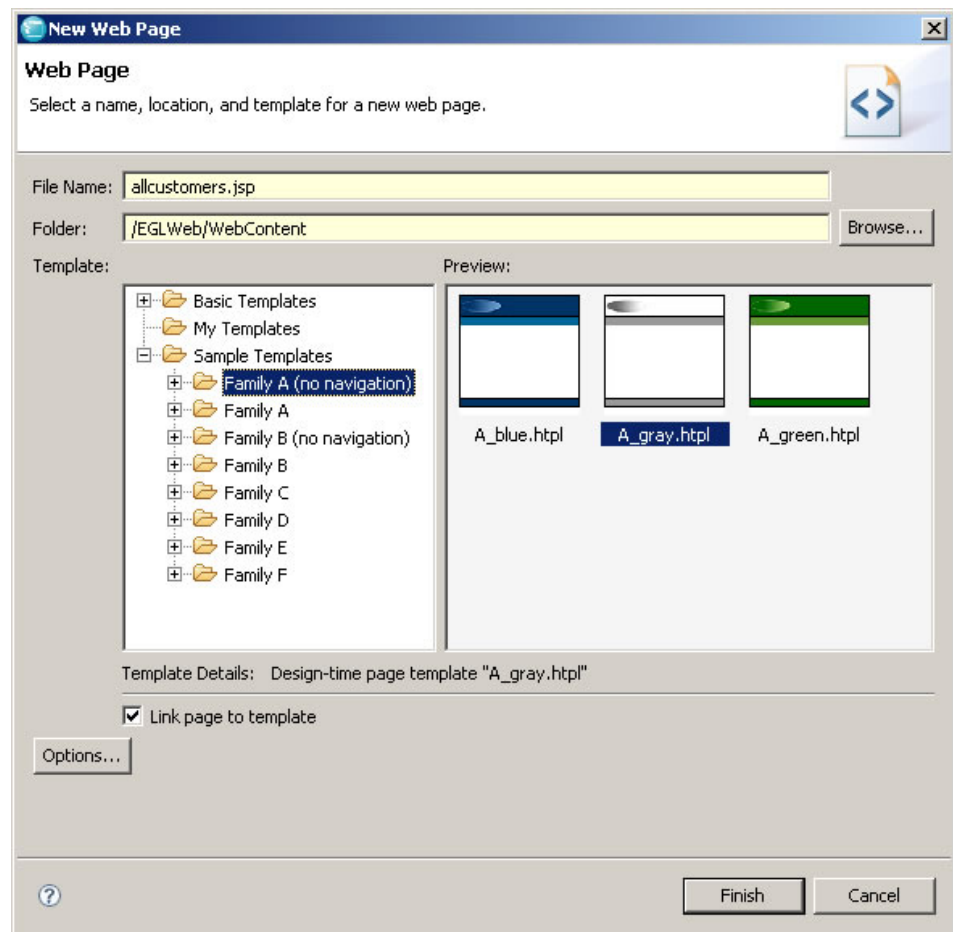 New Web Page
Web Page
Select a name, location, and template for a new web page.
File Name: allcustomers.jsp
Folder: /EGLWeb/WebContent Browse...
Template: Preview:
Basic Templates
My Templates
Sample Templates
Family A (no navigation)
Family A
Family B (no navigation)
Family B
Family C
Family D
Family E
Family F
A_blue.htpl A_gray.htpl A_green.htpl
Template Details: Design-time page template "A_gray.htpl"
Link page to template
Options...
Finish Cancel